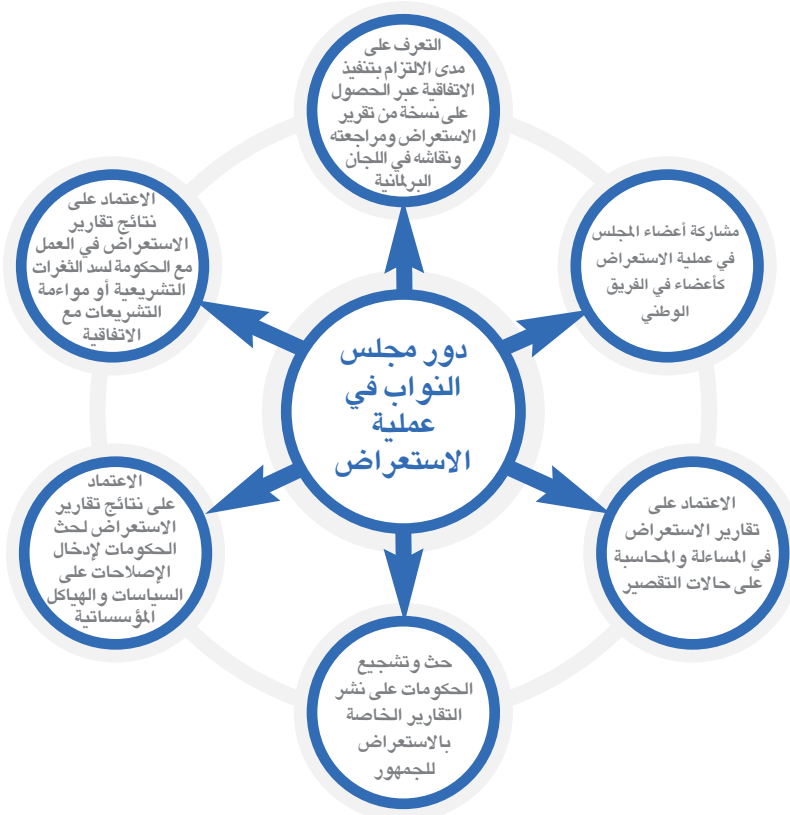 دور مجلس
النواب في
عملية
الاستعراض
التعرف على
مدى الالتزام بتنفيذ
الاتفاقية عبر الحصول
على نسخة من تقرير
الاستعراض ومراجعته
ونقاشه في اللجان
البرلمانية
مشاركة أعضاء المجلس
في عملية الاستعراض
كأعضاء في الفريق
الوطني
الاعتماد على
تقارير الاستعراض
في المساءلة والمحاسبة
على حالات التقصير
حث وتشجيع
الحكومات على نشر
التقارير الخاصة
بالاستعراض
للجمهور
الاعتماد
على نتائج تقارير
الاستعراض لحث
الحكومات لإدخال
الإصلاحات على
السياسات والهياكل
المؤسساتية
الاعتماد على
نتائج تقارير
الاستعراض في العمل
مع الحكومة لسد الثغرات
التشريعية أو مواءمة
التشريعات مع
الاتفاقية